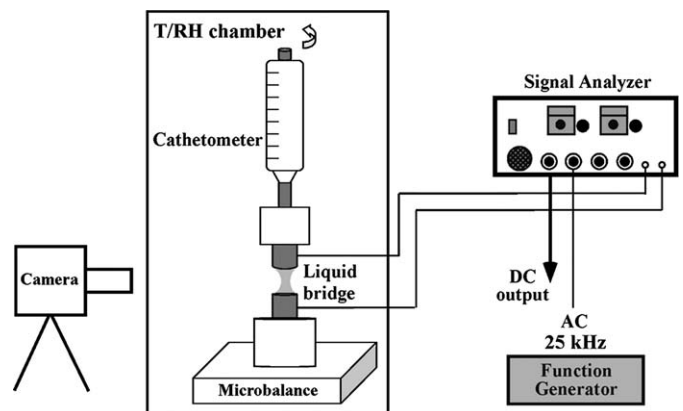 T/RH chamber
Cathetometer
Signal Analyzer
Camera
Liquid
bridge
DC
output
AC
25 kHz
Function
Generator
Microbalance